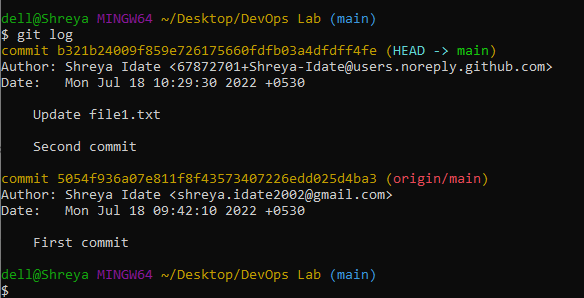 dell@Shreya MINGW64 ~/Desktop/DevOps Lab (main)
$ git log
commit b321b24009f859e726175660fdfb03a4dfdff4fe (HEAD -> main)
Author: Shreya Idate <67872701+Shreya-Idate@users.noreply.github.com>
Date:   Mon Jul 18 10:29:30 2022 +0530
    Update file1.txt
    Second commit
commit 5054f936a07e811f8f43573407226edd025d4ba3 (origin/main)
Author: Shreya Idate <shreya.idate2002@gmail.com>
Date:   Mon Jul 18 09:42:10 2022 +0530
    First commit
dell@Shreya MINGW64 ~/Desktop/DevOps Lab (main)
$